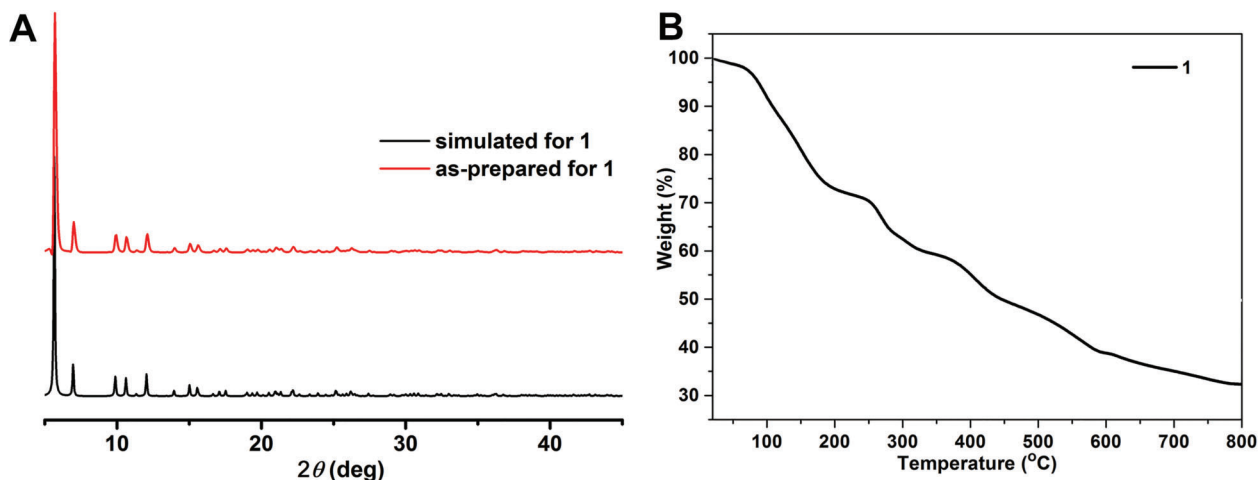 A
simulated for 1
as-prepared for 1
10 20 30 40
2θ (deg)
B
1
100
90
80
70
60
50
40
30
Weight (%)
100 200 300 400 500 600 700 800
Temperature (°C)